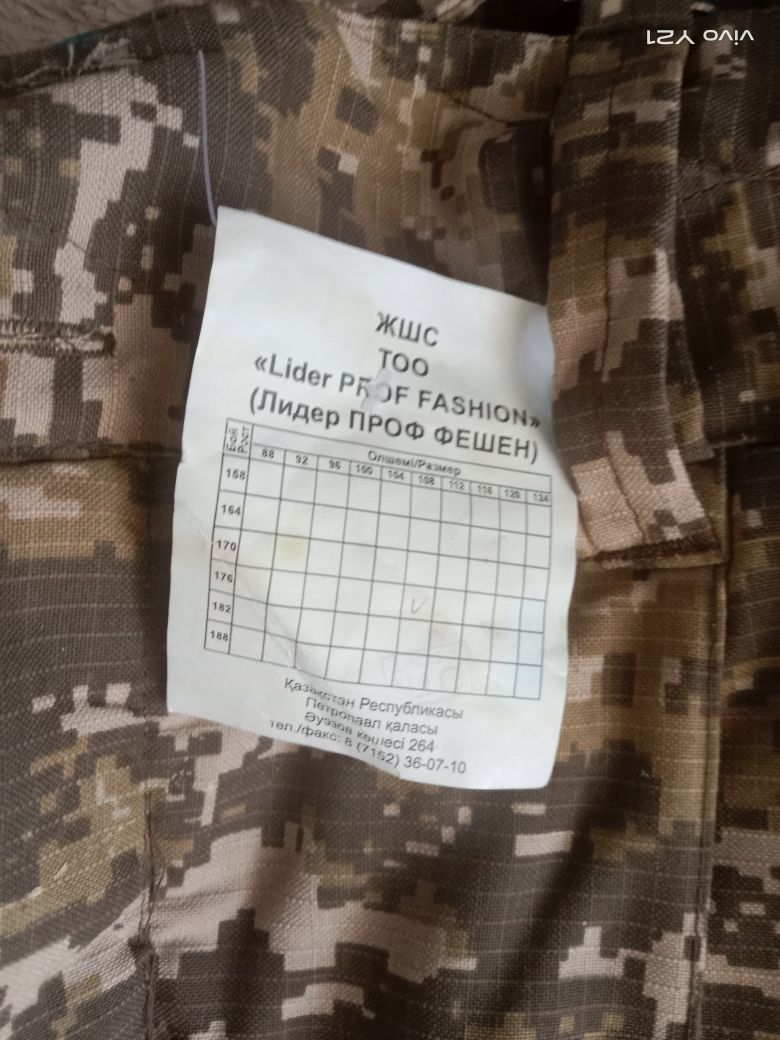 vivo Y21
ЖШС
ТОО
«Lider PROF FASHION»
(Лидер ПРОФ ФЕШЕН)
Бой
Рост
Өлшемі/Размер
88 92 96 100 104 108 112 116 120 124
158
164
170
176
182
188
Қазақстан Республикасы
Петропавл қаласы
Әуэзов көшесі 264
тел./факс: 8 (7152) 36-07-10